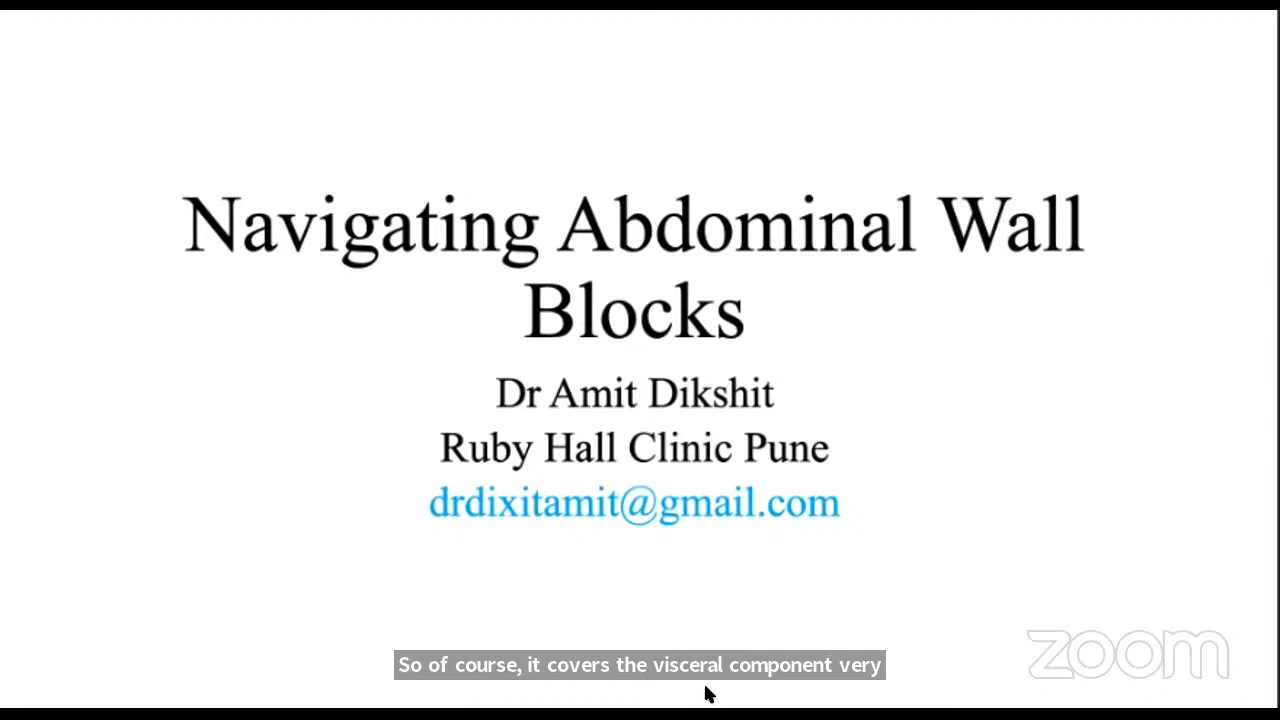 Navigating Abdominal Wall
Blocks
Dr Amit Dikshit
Ruby Hall Clinic Pune
drdixitamit@gmail.com
So of course, it covers the visceral component very
zoom